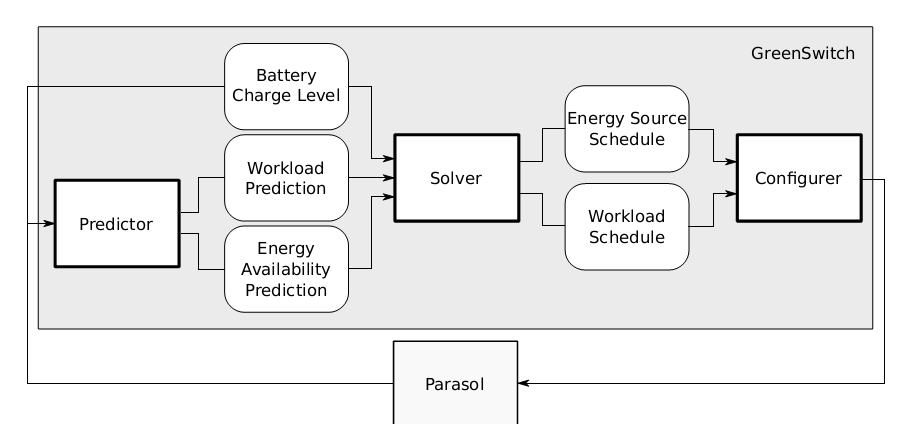 GreenSwitch
Battery
Charge Level
Workload
Prediction
Energy
Availability
Prediction
Predictor
Solver
Energy Source
Schedule
Workload
Schedule
Configurer
Parasol